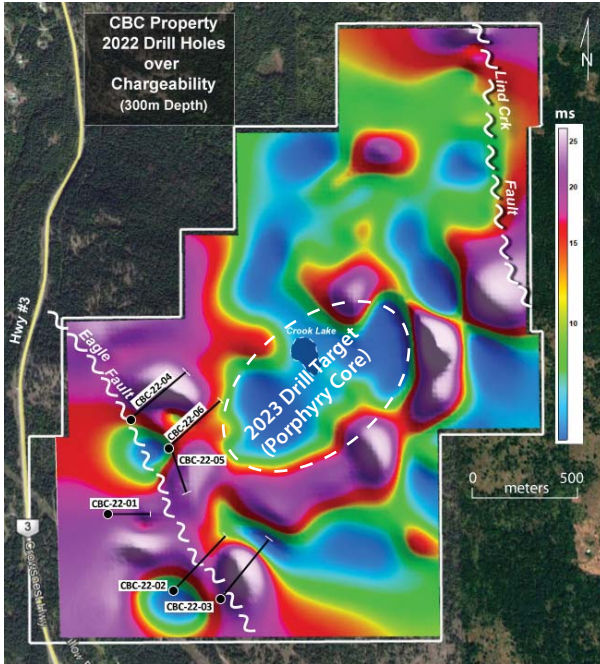 CBC Property
2022 Drill Holes
over
Chargeability
(300m Depth)
N
ms
25
20
15
10
Lind Crk
Fault
Hwy #3
Eagle Fault
Crook Lake
2023 Drill Target
(Porphyry Core)
CBC-22-04
CBC-22-06
CBC-22-05
CBC-22-01
CBC-22-02
CBC-22-03
0
500
meters
3
Crowsnest Hwy